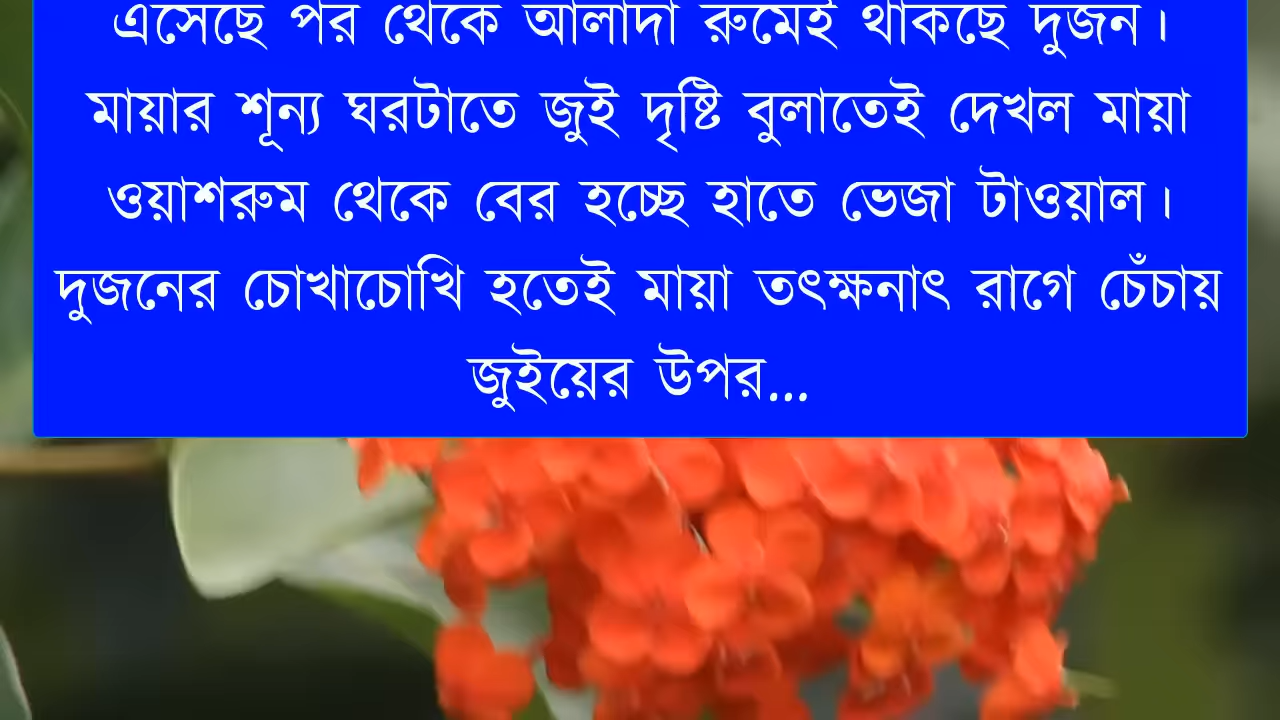 এসেছে পর থেকে আলাদা রুমেই থাকছে দুজন।
মায়ার শূন্য ঘরটাতে জুই দৃষ্টি বুলাতেই দেখল মায়া
ওয়াশরুম থেকে বের হচ্ছে হাতে ভেজা টাওয়াল।
দুজনের চোখাচোখি হতেই মায়া তৎক্ষনাৎ রাগে চেঁচায়
জুইয়ের উপর...